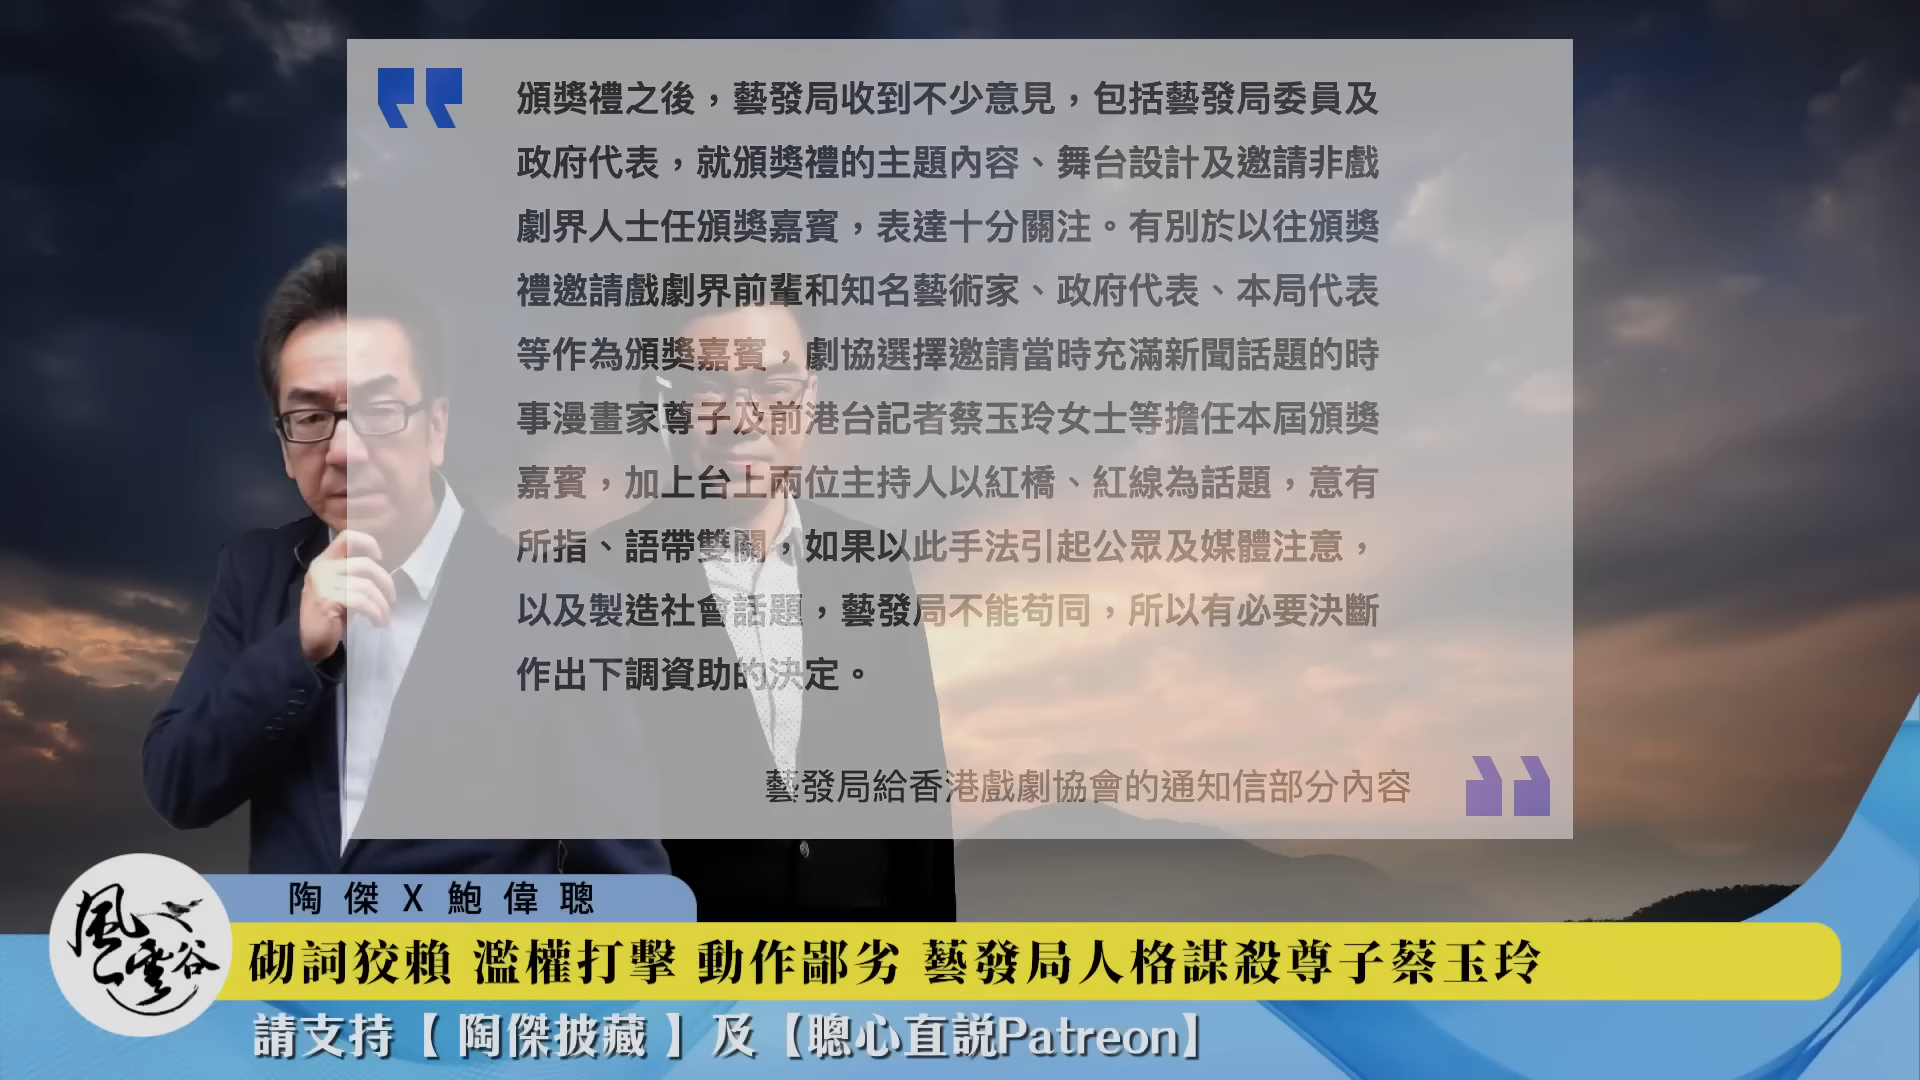 頒獎禮之後，藝發局收到不少意見，包括藝發局委員及
政府代表，就頒獎禮的主題內容、舞台設計及邀請非戲
劇界人士任頒獎嘉賓，表達十分關注。有別於以往頒獎
禮邀請戲劇界前輩和知名藝術家、政府代表、本局代表
等作為頒獎嘉賓，劇協選擇邀請當時充滿新聞話題的時
事漫畫家尊子及前港台記者蔡玉玲女士等擔任本屆頒獎
嘉賓，加上台上兩位主持人以紅橋、紅線為話題，意有
所指、語帶雙關，如果以此手法引起公眾及媒體注意，
以及製造社會話題，藝發局不能苟同，所以有必要決斷
作出下調資助的決定。
藝發局給香港戲劇協會的通知信部分內容
陶傑X鮑偉聰
風雲谷
砌詞狡賴 濫權打擊 動作鄙劣 藝發局人格謀殺尊子蔡玉玲
請支持【陶傑披藏】及【聰心直説Patreon】